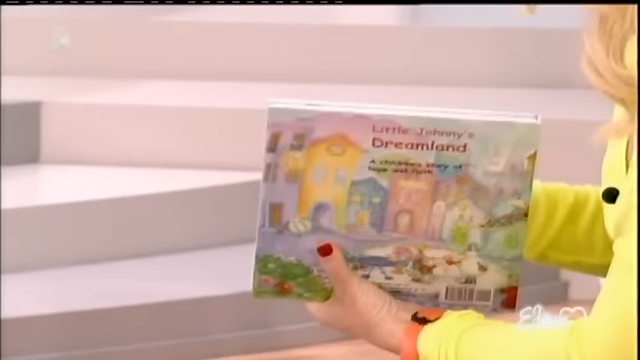 Little Johnny's
Dreamland
A children's story of
hope and faith